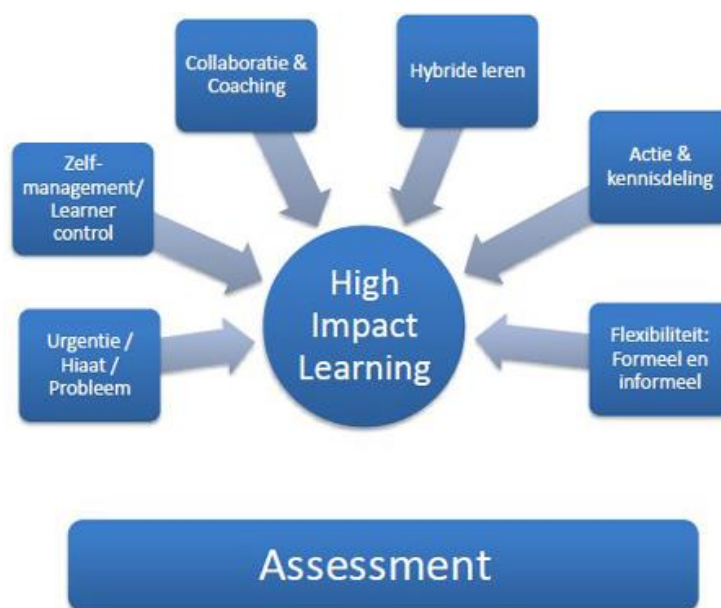 Collaboratie &
Coaching
Hybride leren
Zelf-
management/
Learner
control
Actie &
kennisdeling
High
Impact
Learning
Urgentie /
Hiaat /
Probleem
Flexibiliteit:
Formeel en
informeel
Assessment